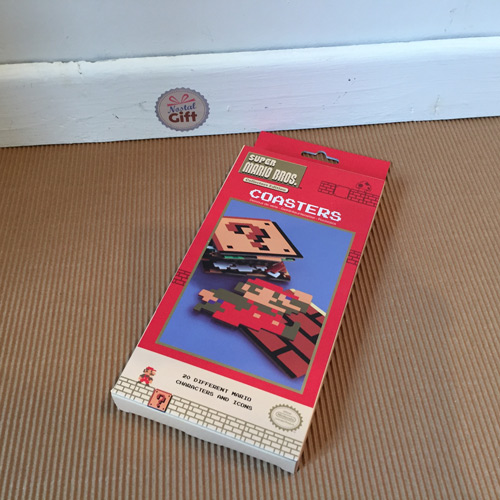 Nostal
Gift
SUPER
MARIO BROS.
COASTERS
20 DIFFERENT MARIO
CHARACTERS AND ICONS